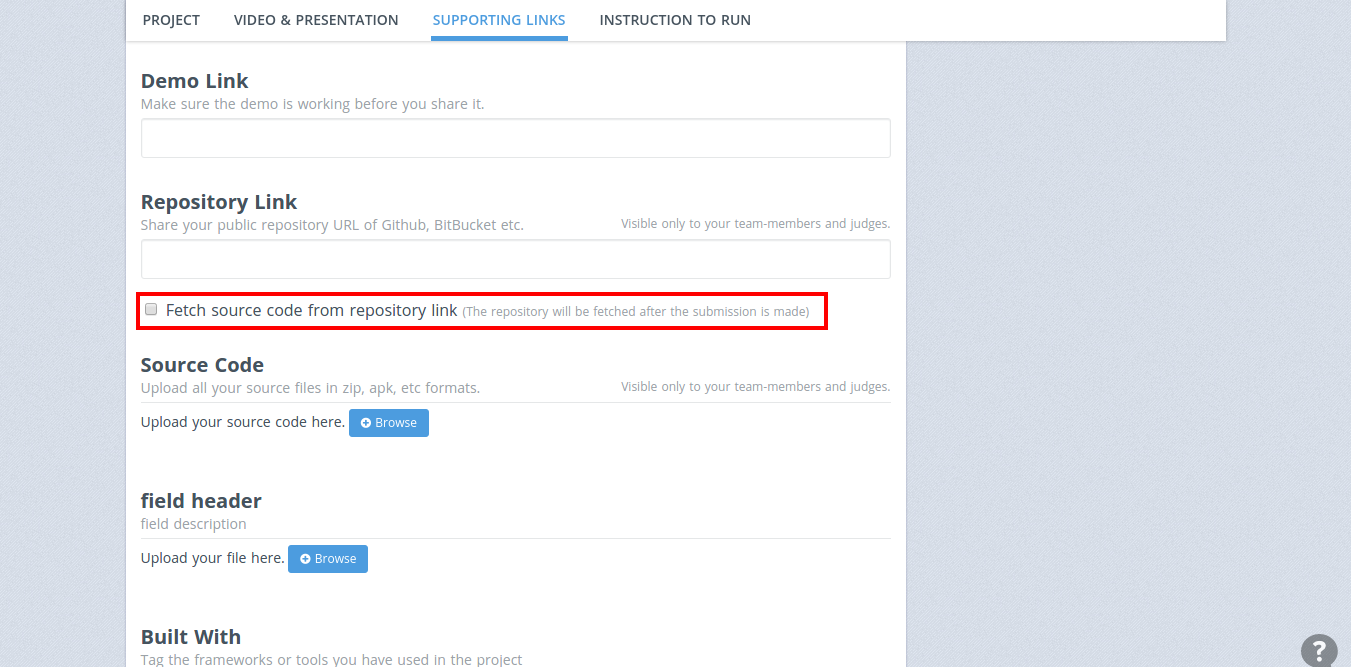 PROJECT VIDEO & PRESENTATION SUPPORTING LINKS INSTRUCTION TO RUN
Demo Link
Make sure the demo is working before you share it.
Repository Link
Share your public repository URL of Github, BitBucket etc. Visible only to your team-members and judges.
Fetch source code from repository link (The repository will be fetched after the submission is made)
Source Code
Upload all your source files in zip, apk, etc formats. Visible only to your team-members and judges.
Upload your source code here. Browse
field header
field description
Upload your file here. Browse
Built With
Tag the frameworks or tools you have used in the project
?